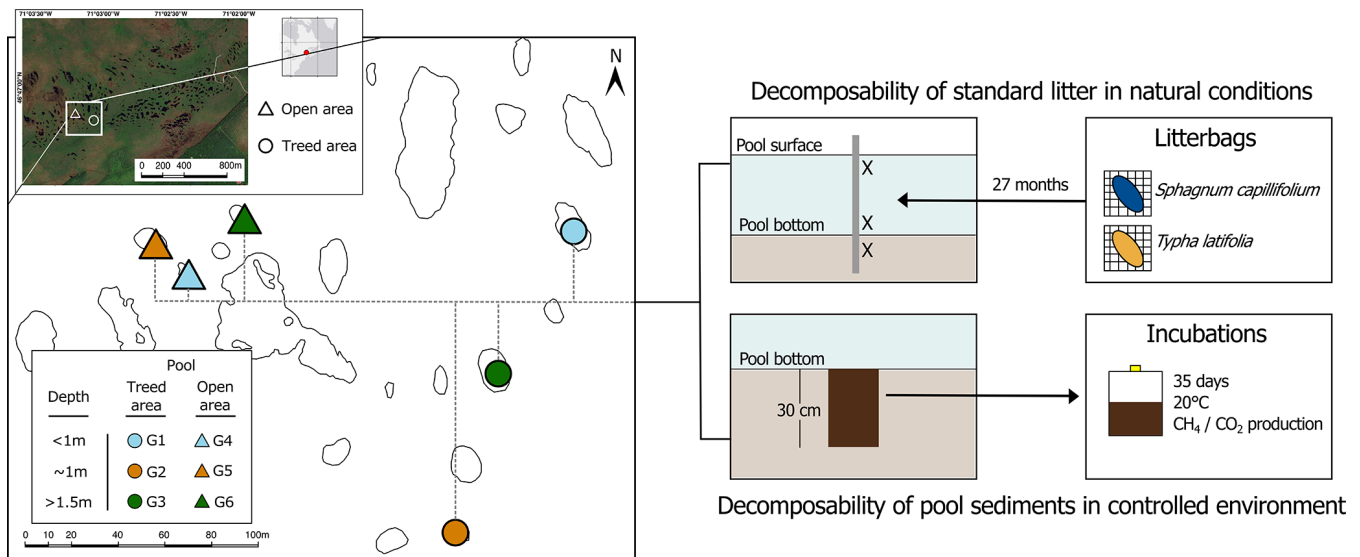 71°03'30"W 71°03'00"W 71°02'30"W 71°02'00"W
46°47'00"N
Open area
Treed area
0 200 400 800m
N
Pool
Depth
Treed area
Open area
<1m G1 G4
~1m G2 G5
>1.5m G3 G6
0 10 20 30 40 60 80 100m
Decomposability of standard litter in natural conditions
Pool surface
X
X
Pool bottom
X
27 months
Litterbags
Sphagnum capillifolium
Typha latifolia
Pool bottom
30 cm
Incubations
35 days
20°C
CH₄ / CO₂ production
Decomposability of pool sediments in controlled environment